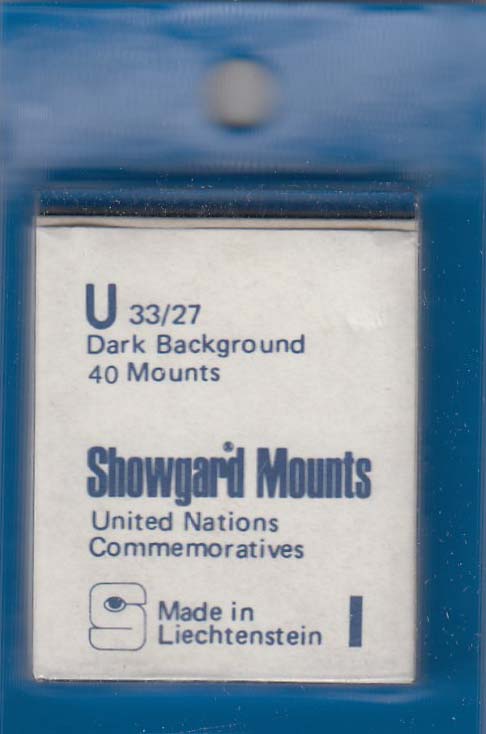 U 33/27
Dark Background
40 Mounts
Showgard® Mounts
United Nations
Commemoratives
S Made in
Liechtenstein I